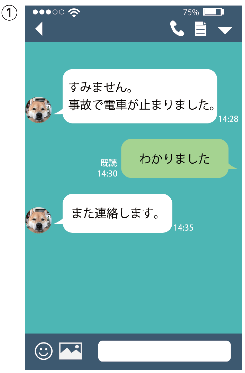 ①
75%
すみません。
事故で電車が止まりました。
14:28
わかりました
既読
14:30
また連絡します。
14:35